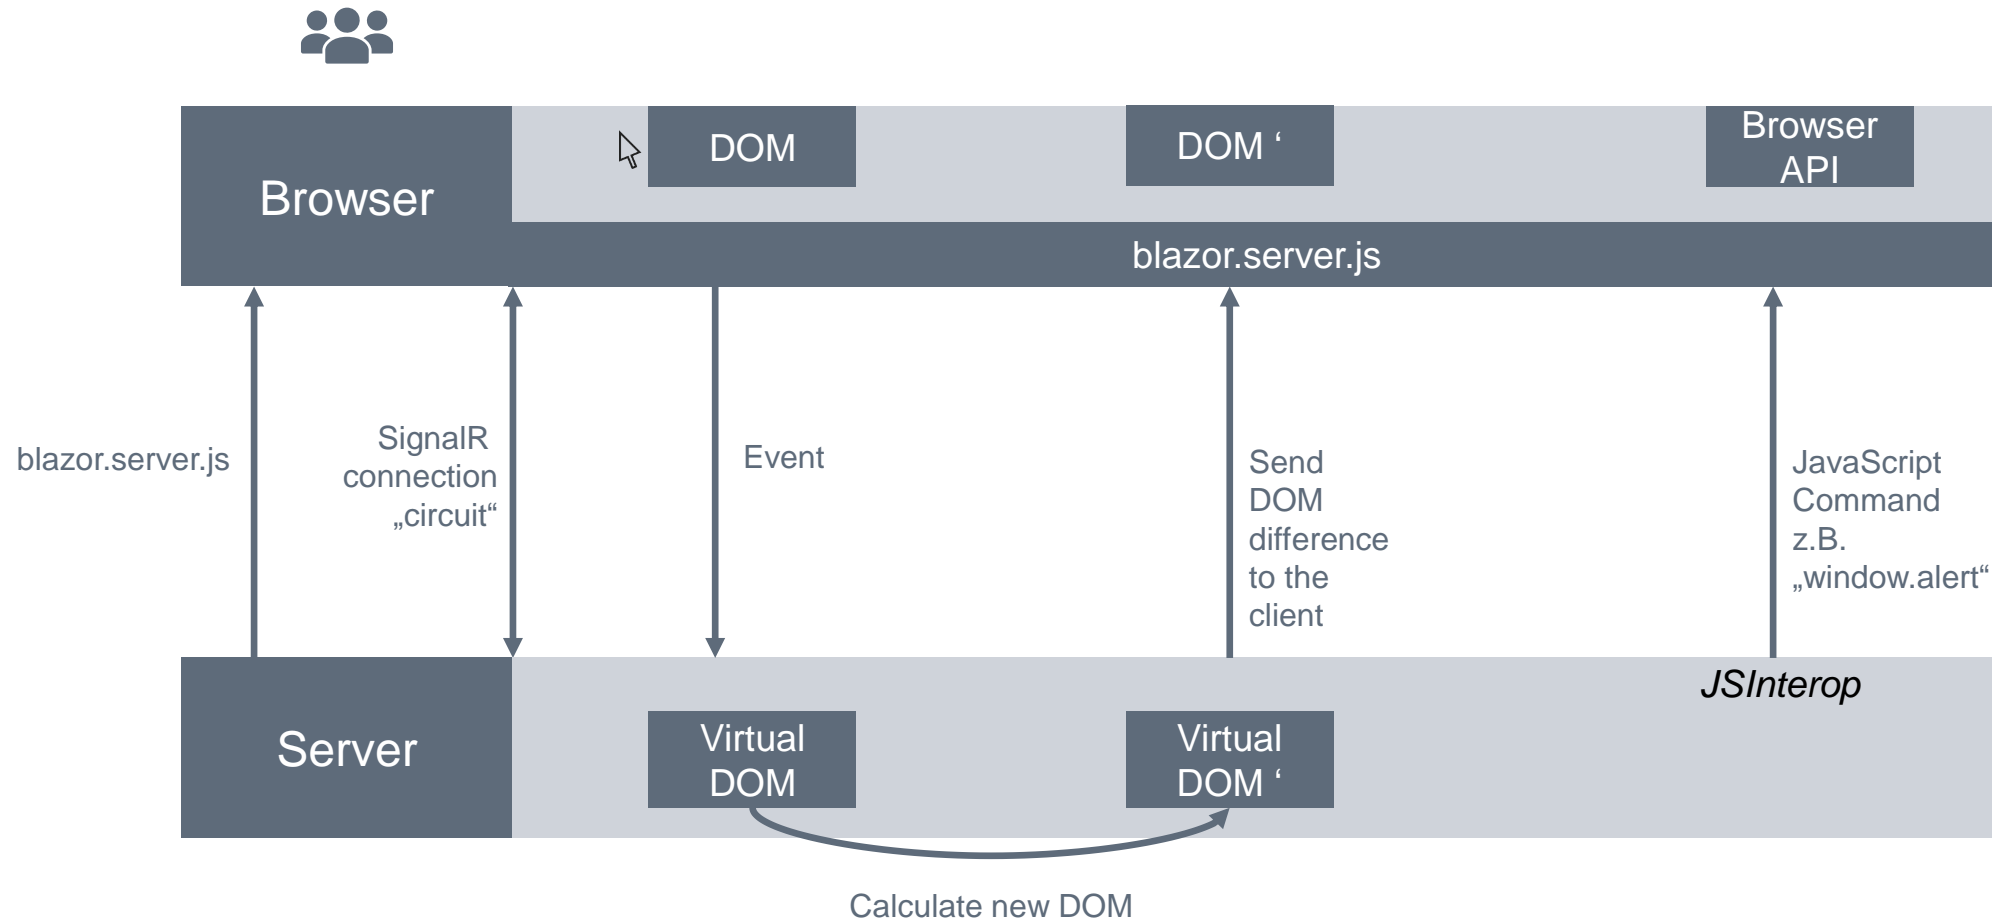 DOM
DOM ‘
Browser
API
Browser
blazor.server.js
blazor.server.js
SignalR
connection
„circuit“
Event
Send
DOM
difference
to the
client
JavaScript
Command
z.B.
„window.alert“
JSInterop
Server
Virtual
DOM
Virtual
DOM ‘
Calculate new DOM